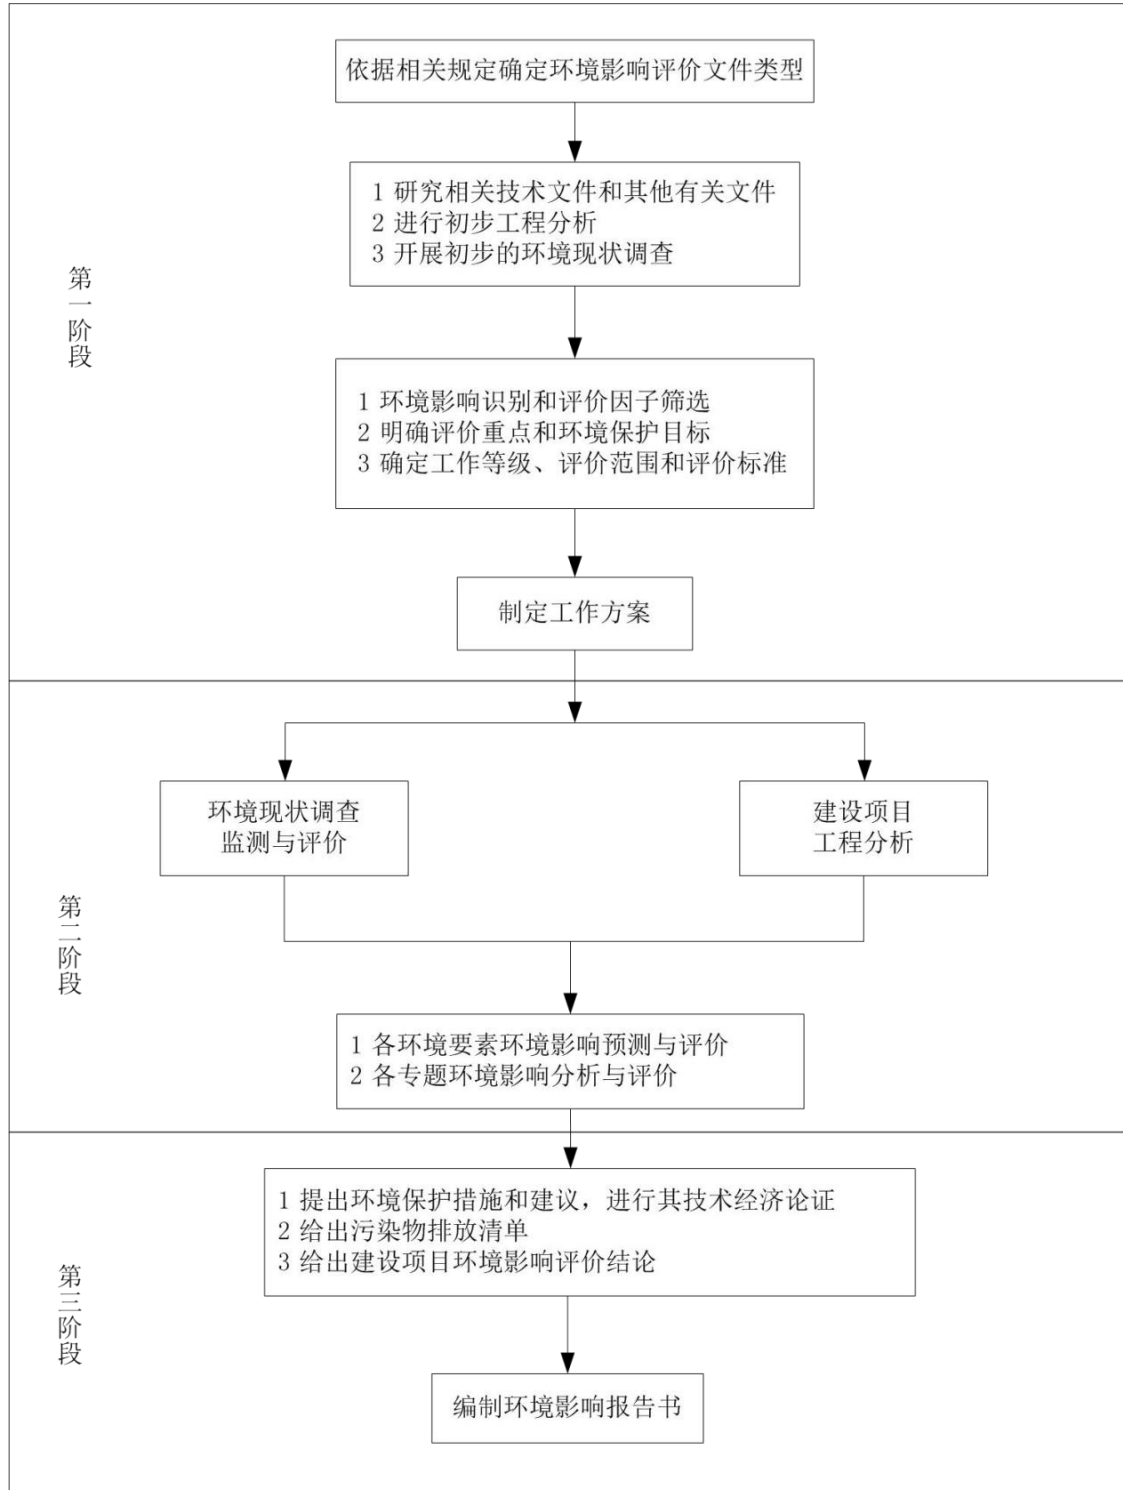 依据相关规定确定环境影响评价文件类型
1 研究相关技术文件和其他有关文件
2 进行初步工程分析
3 开展初步的环境现状调查
第一阶段
1 环境影响识别和评价因子筛选
2 明确评价重点和环境保护目标
3 确定工作等级、评价范围和评价标准
制定工作方案
环境现状调查
监测与评价
建设项目
工程分析
第二阶段
1 各环境要素环境影响预测与评价
2 各专题环境影响分析与评价
1 提出环境保护措施和建议，进行其技术经济论证
2 给出污染物排放清单
3 给出建设项目环境影响评价结论
第三阶段
编制环境影响报告书